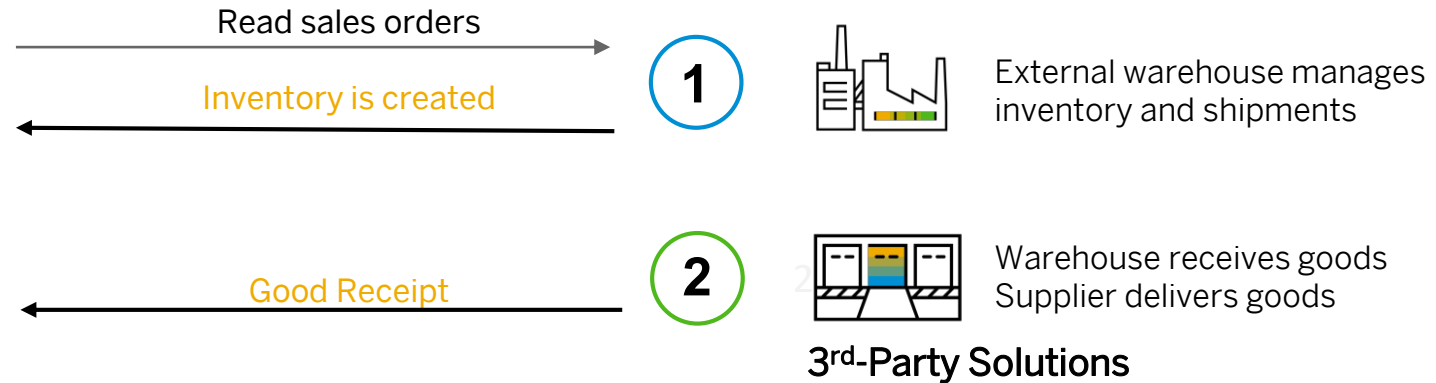 Read sales orders
Inventory is created
1
External warehouse manages
inventory and shipments
Good Receipt
2
2
Warehouse receives goods
Supplier delivers goods
3rd-Party Solutions